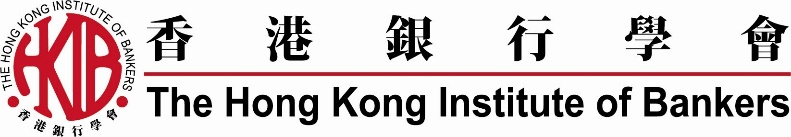 THE HONG KONG INSTITUTE OF BANKERS
HKIB
香港銀行學會
香港銀行學會
The Hong Kong Institute of Bankers